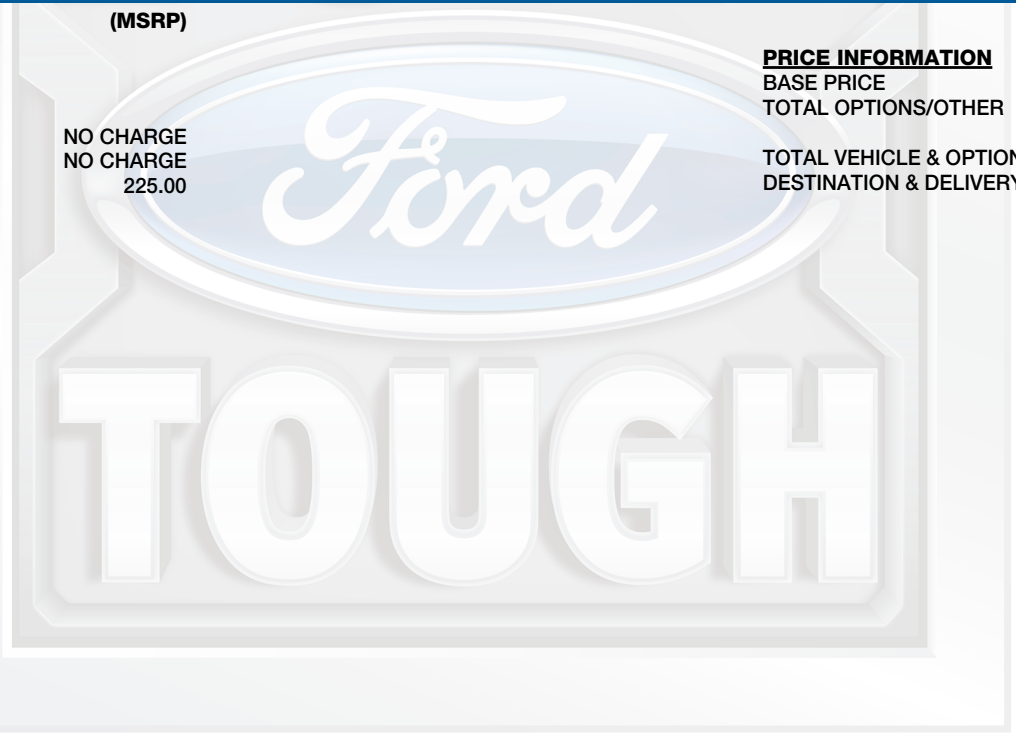 (MSRP)
NO CHARGE
NO CHARGE
225.00
PRICE INFORMATION
BASE PRICE
TOTAL OPTIONS/OTHER
TOTAL VEHICLE & OPTION
DESTINATION & DELIVERY
Ford
TOUGH